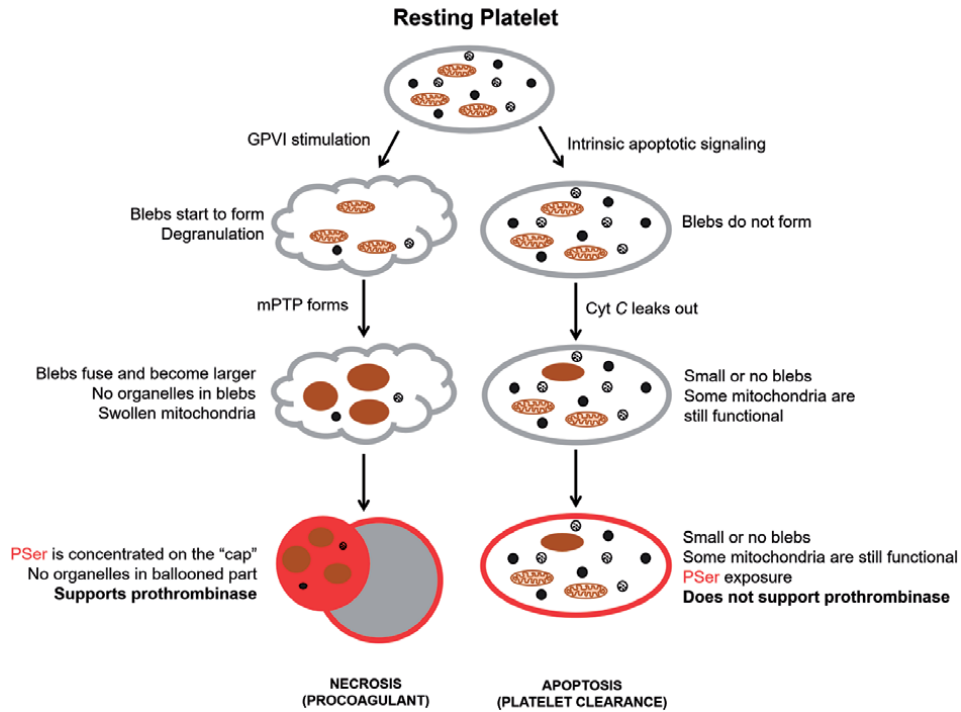 Resting Platelet
GPVI stimulation
Intrinsic apoptotic signaling
Blebs start to form
Degranulation
Blebs do not form
mPTP forms
Cyt C leaks out
Blebs fuse and become larger
No organelles in blebs
Swollen mitochondria
Small or no blebs
Some mitochondria are
still functional
PSer is concentrated on the “cap”
No organelles in ballooned part
Supports prothrombinase
Small or no blebs
Some mitochondria are still functional
PSer exposure
Does not support prothrombinase
NECROSIS
(PROCOAGULANT)
APOPTOSIS
(PLATELET CLEARANCE)